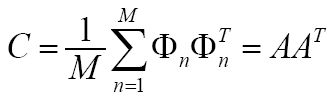 C = \frac{1}{M} \sum_{n=1}^{M} \Phi_n \Phi_n^T = AA^T